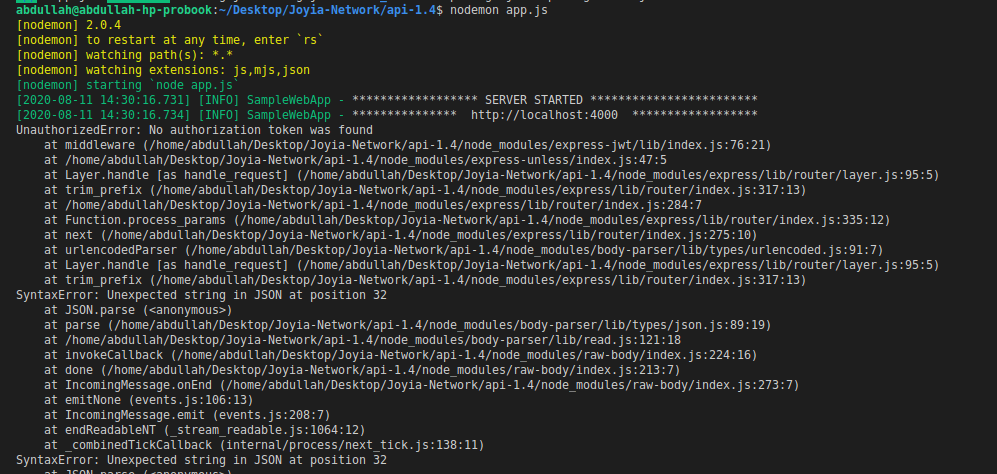 abdullah@abdullah-hp-probook:~/Desktop/Joyia-Network/api-1.4$ nodemon app.js
[nodemon] 2.0.4
[nodemon] to restart at any time, enter `rs`
[nodemon] watching path(s): *.*
[nodemon] watching extensions: js,mjs,json
[nodemon] starting `node app.js`
[2020-08-11 14:30:16.731] [INFO] SampleWebApp - ****************** SERVER STARTED ************************
[2020-08-11 14:30:16.734] [INFO] SampleWebApp - ***************  http://localhost:4000  ******************
UnauthorizedError: No authorization token was found
    at middleware (/home/abdullah/Desktop/Joyia-Network/api-1.4/node_modules/express-jwt/lib/index.js:76:21)
    at /home/abdullah/Desktop/Joyia-Network/api-1.4/node_modules/express-unless/index.js:47:5
    at Layer.handle [as handle_request] (/home/abdullah/Desktop/Joyia-Network/api-1.4/node_modules/express/lib/router/layer.js:95:5)
    at trim_prefix (/home/abdullah/Desktop/Joyia-Network/api-1.4/node_modules/express/lib/router/index.js:317:13)
    at /home/abdullah/Desktop/Joyia-Network/api-1.4/node_modules/express/lib/router/index.js:284:7
    at Function.process_params (/home/abdullah/Desktop/Joyia-Network/api-1.4/node_modules/express/lib/router/index.js:335:12)
    at next (/home/abdullah/Desktop/Joyia-Network/api-1.4/node_modules/express/lib/router/index.js:275:10)
    at urlencodedParser (/home/abdullah/Desktop/Joyia-Network/api-1.4/node_modules/body-parser/lib/types/urlencoded.js:91:7)
    at Layer.handle [as handle_request] (/home/abdullah/Desktop/Joyia-Network/api-1.4/node_modules/express/lib/router/layer.js:95:5)
    at trim_prefix (/home/abdullah/Desktop/Joyia-Network/api-1.4/node_modules/express/lib/router/index.js:317:13)
SyntaxError: Unexpected string in JSON at position 32
    at JSON.parse (<anonymous>)
    at parse (/home/abdullah/Desktop/Joyia-Network/api-1.4/node_modules/body-parser/lib/types/json.js:89:19)
    at /home/abdullah/Desktop/Joyia-Network/api-1.4/node_modules/body-parser/lib/read.js:121:18
    at invokeCallback (/home/abdullah/Desktop/Joyia-Network/api-1.4/node_modules/raw-body/index.js:224:16)
    at done (/home/abdullah/Desktop/Joyia-Network/api-1.4/node_modules/raw-body/index.js:213:7)
    at IncomingMessage.onEnd (/home/abdullah/Desktop/Joyia-Network/api-1.4/node_modules/raw-body/index.js:273:7)
    at emitNone (events.js:106:13)
    at IncomingMessage.emit (events.js:208:7)
    at endReadableNT (_stream_readable.js:1064:12)
    at _combinedTickCallback (internal/process/next_tick.js:138:11)
SyntaxError: Unexpected string in JSON at position 32
    at JSON.parse (<anonymous>)